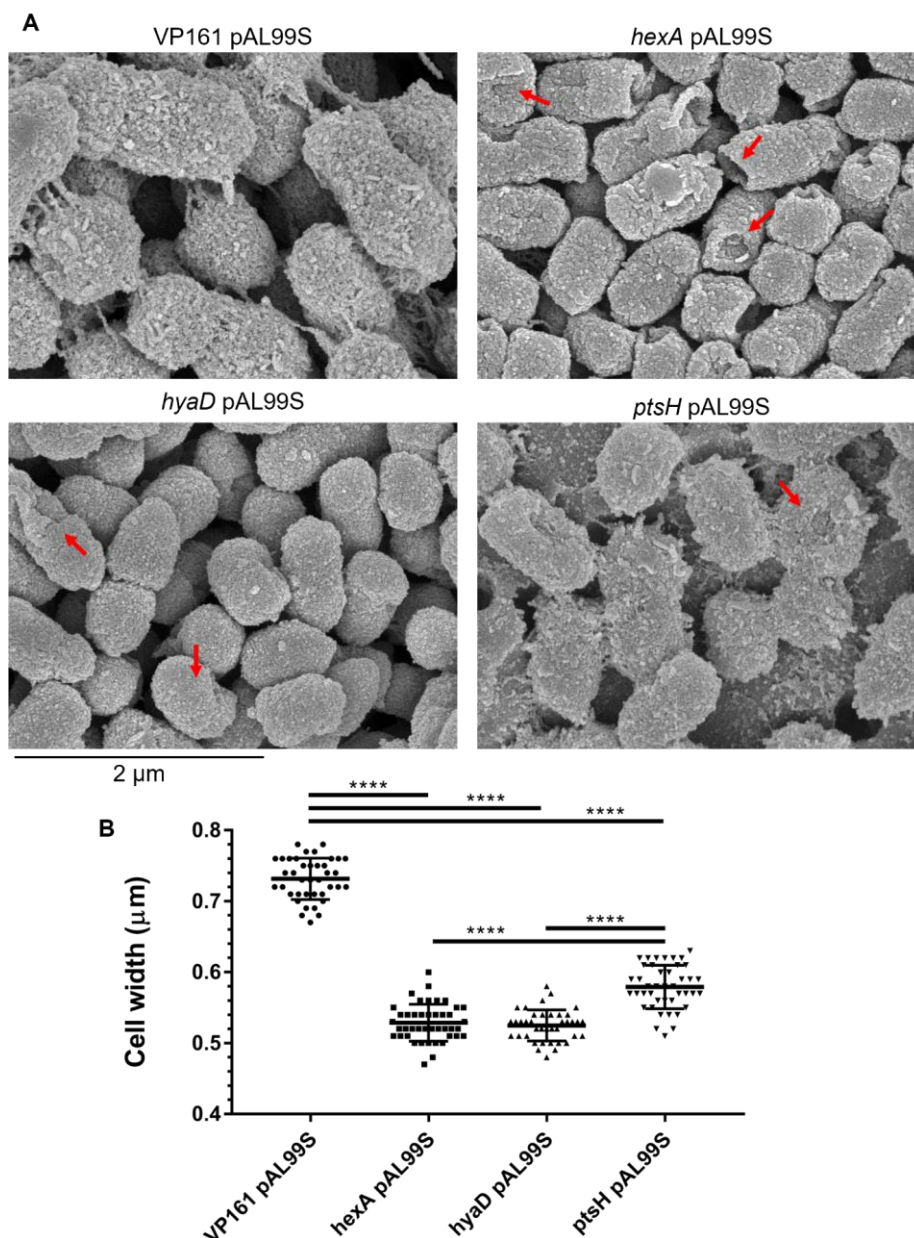 A
VP161 pAL99S
hexA pAL99S
hyaD pAL99S
ptsH pAL99S
2 μm
B
****
****
****
****
****
Cell width (μm)
0.8
0.7
0.6
0.5
0.4
VP161 pAL99S
hexA pAL99S
hyaD pAL99S
ptsH pAL99S